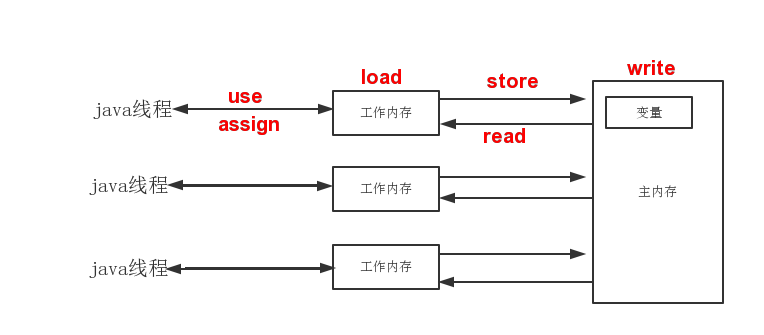 write
load
store
use
java线程
工作内存
变量
assign
read
java线程
工作内存
主内存
java线程
工作内存